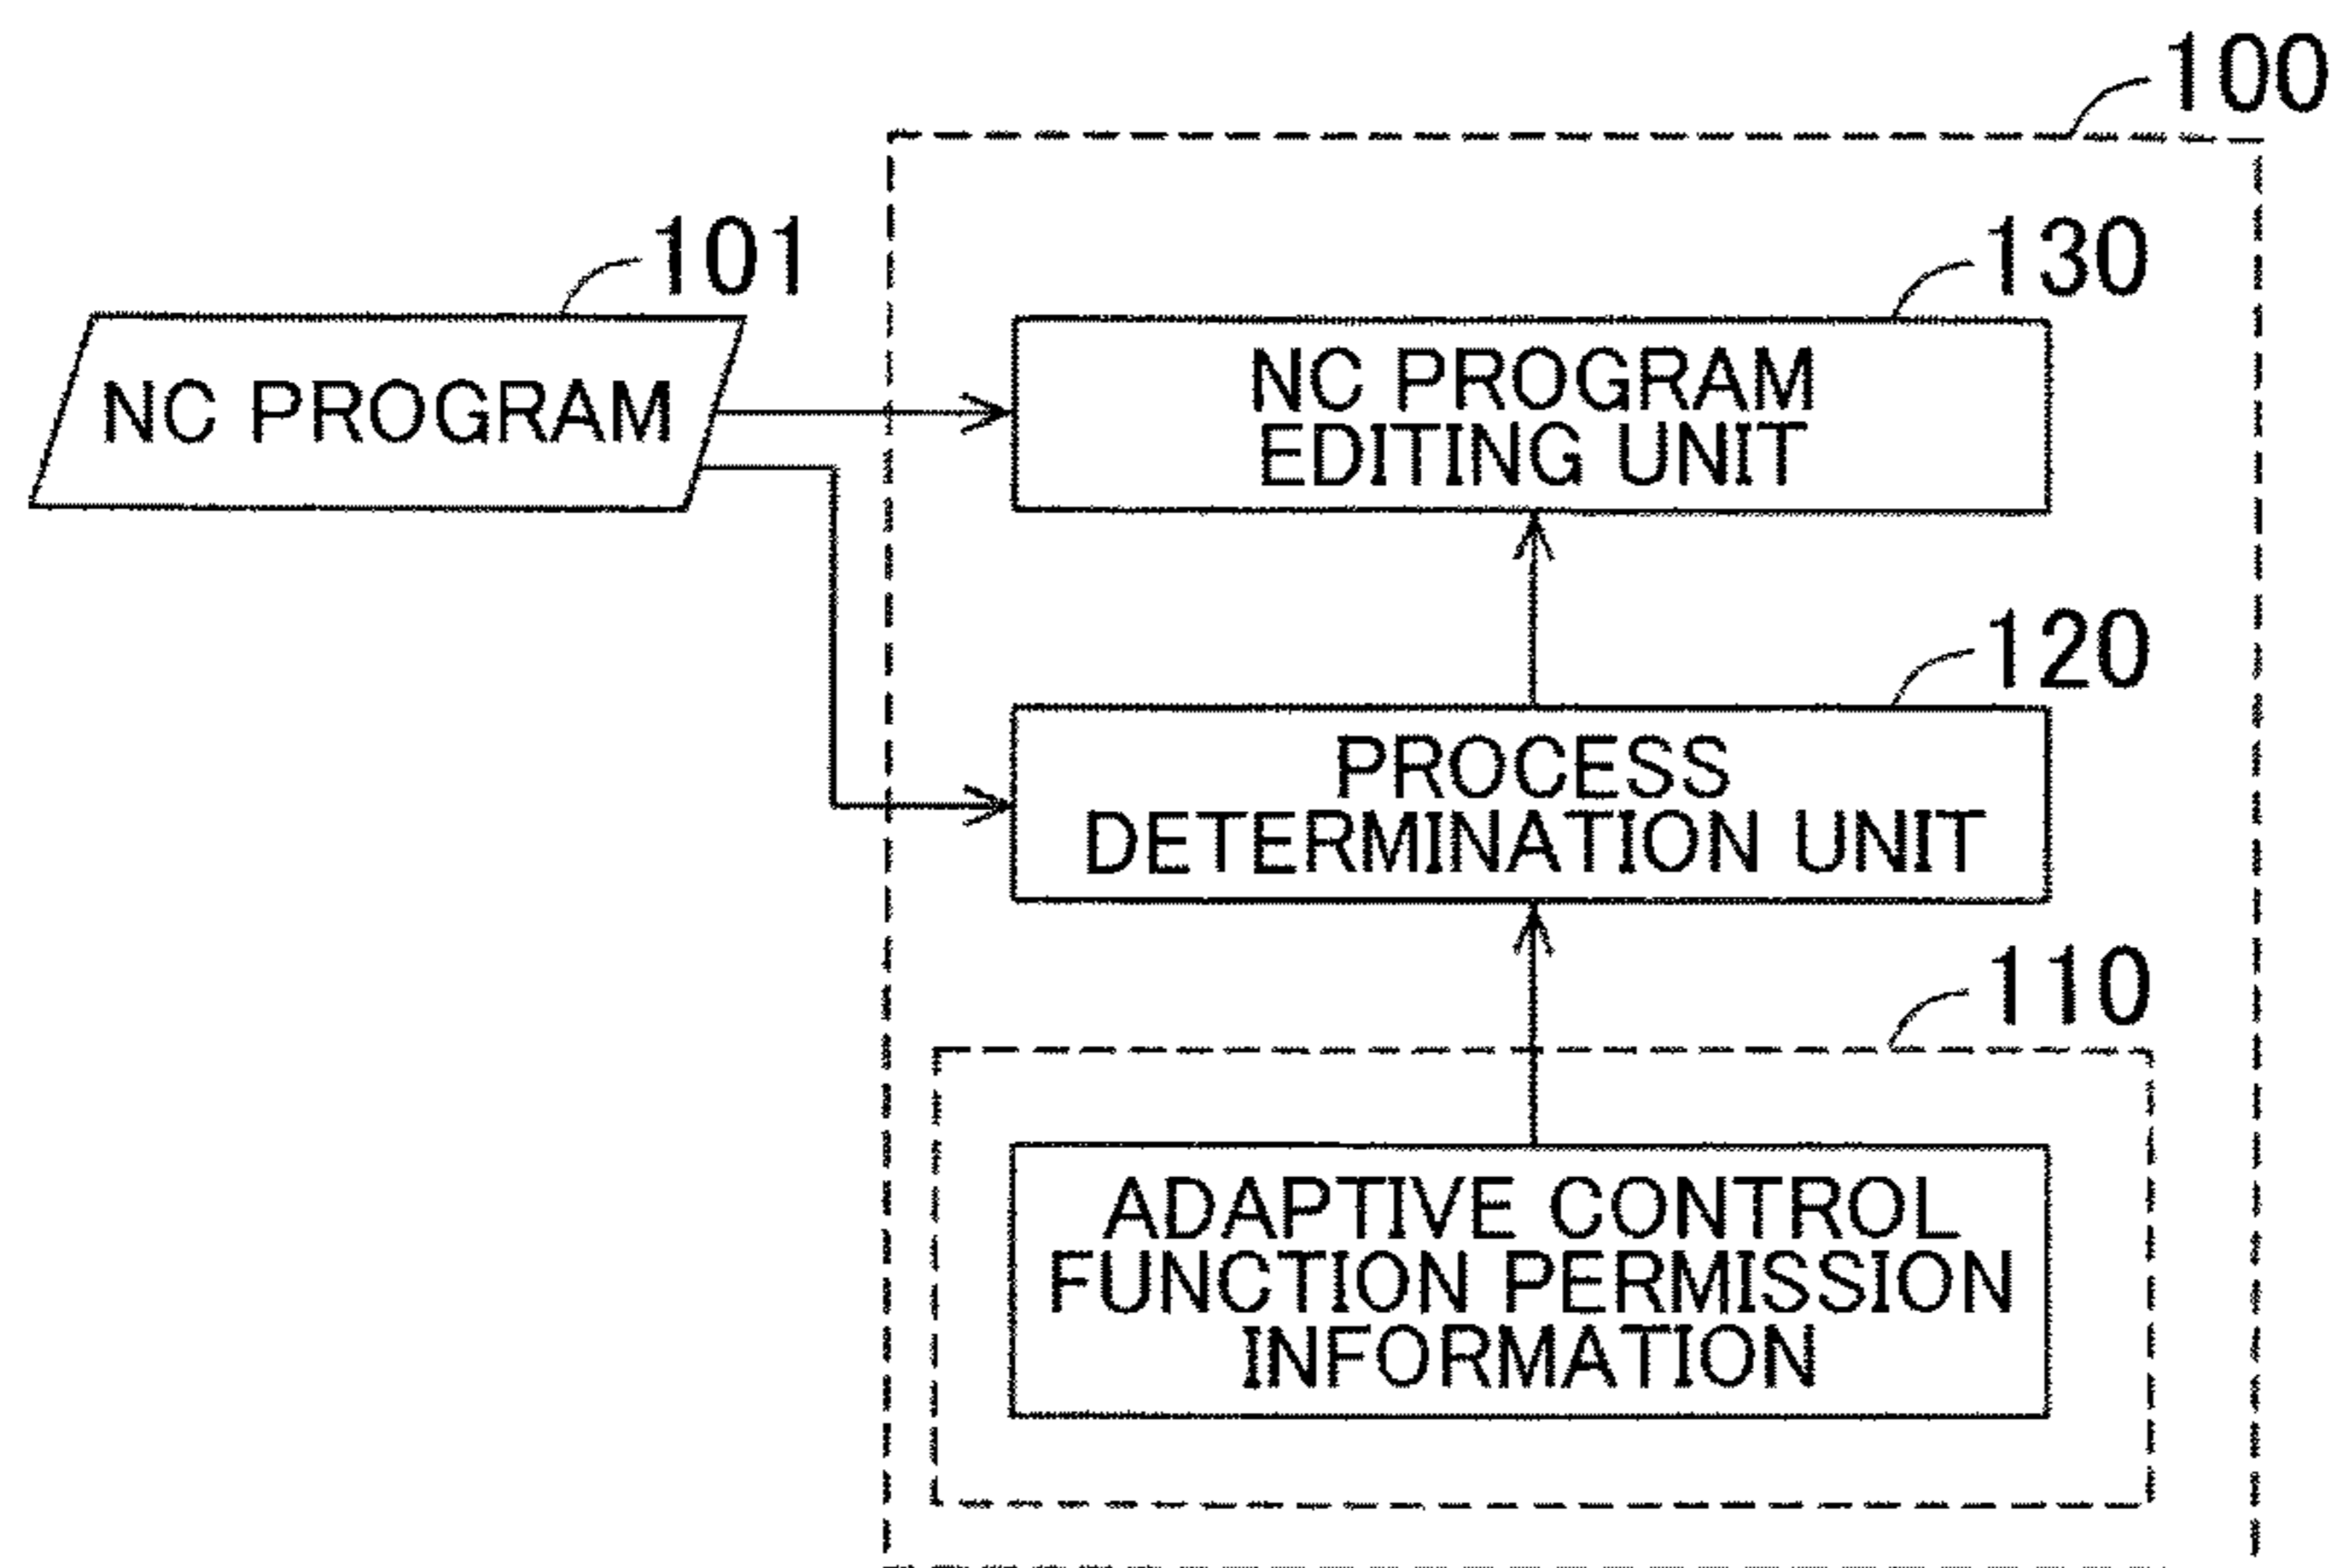 100
101
130
NC PROGRAM
NC PROGRAM
EDITING UNIT
120
PROCESS
DETERMINATION UNIT
110
ADAPTIVE CONTROL
FUNCTION PERMISSION
INFORMATION